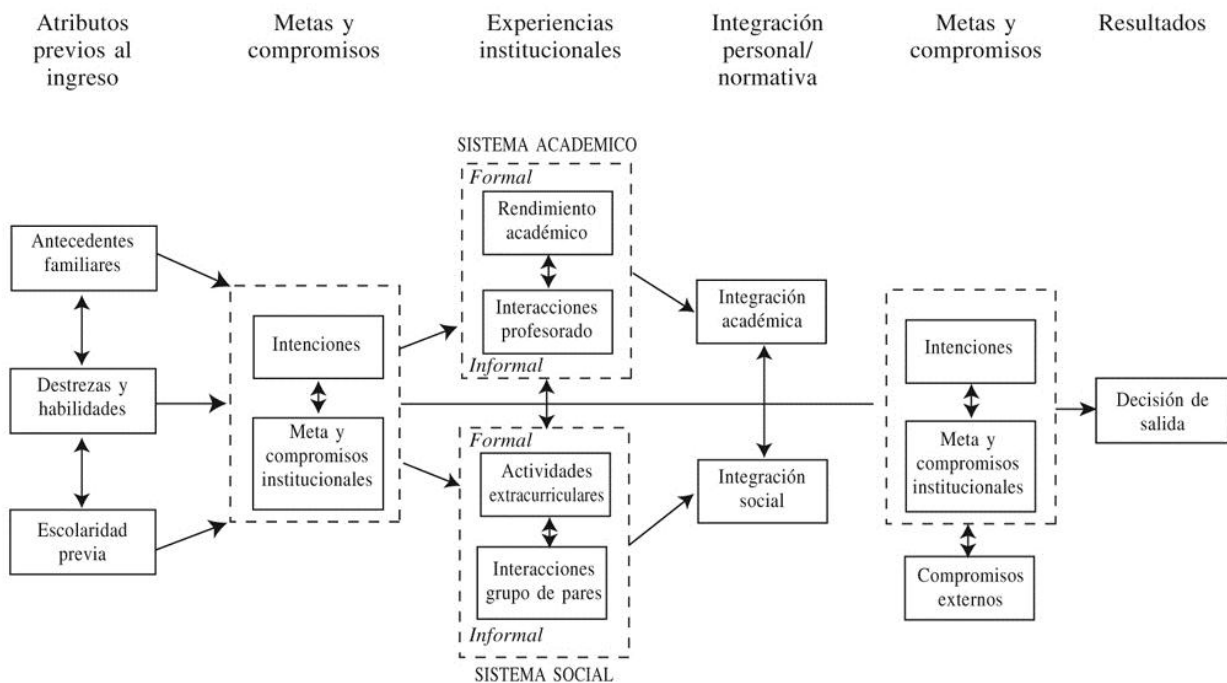 Atributos
previos al
ingreso
Metas y
compromisos
Experiencias
institucionales
Integración
personal/
normativa
Metas y
compromisos
Resultados
Antecedentes
familiares
Destrezas y
habilidades
Escolaridad
previa
Intenciones
Meta y
compromisos
institucionales
SISTEMA ACADEMICO
Formal
Rendimiento
académico
Interacciones
profesorado
Informal
Formal
Actividades
extracurriculares
Interacciones
grupo de pares
Informal
SISTEMA SOCIAL
Integración
académica
Integración
social
Intenciones
Meta y
compromisos
institucionales
Compromisos
externos
Decisión de
salida